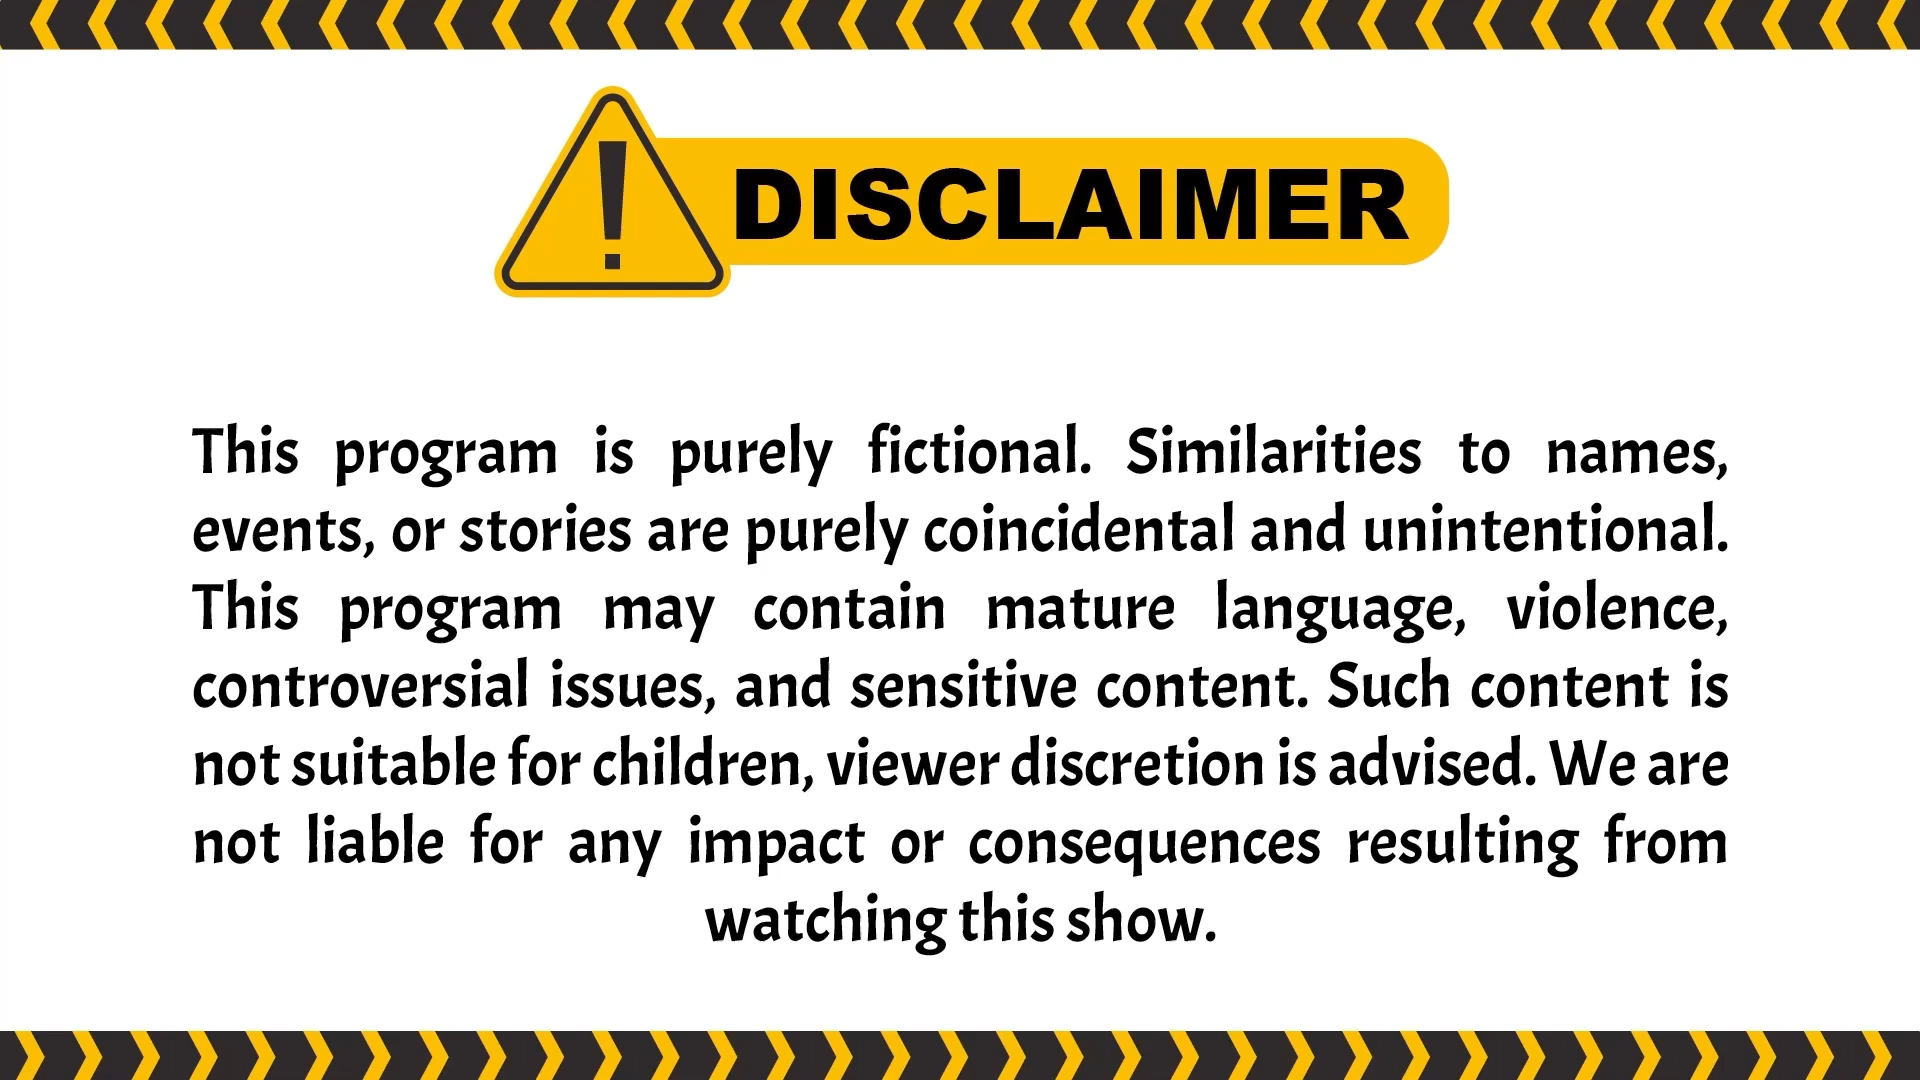 DISCLAIMER
This program is purely fictional. Similarities to names,
events, or stories are purely coincidental and unintentional.
This program may contain mature language, violence,
controversial issues, and sensitive content. Such content is
not suitable for children, viewer discretion is advised. We are
not liable for any impact or consequences resulting from
watching this show.